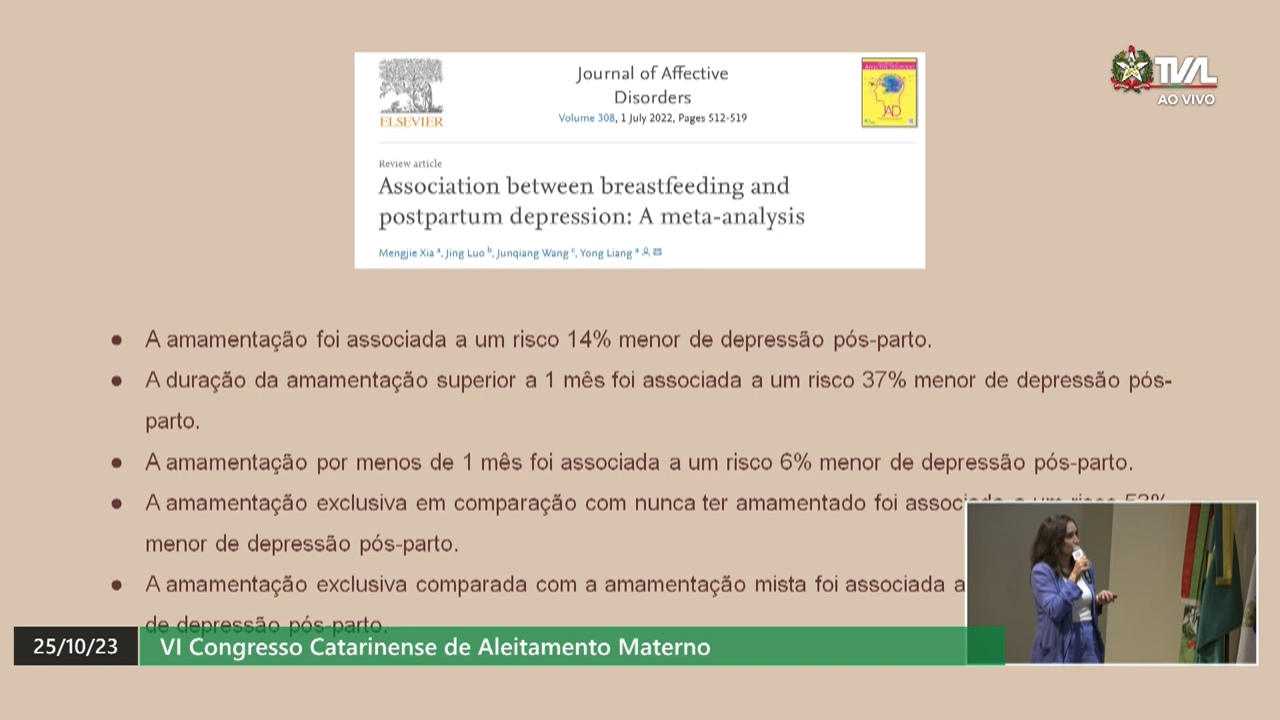 TVAL
AO VIVO
ELSEVIER
Journal of Affective
Disorders
Volume 308, 1 July 2022, Pages 512-519
JAD
Review article
Association between breastfeeding and
postpartum depression: A meta-analysis
Mengjie Xia a, Jing Luo b, Junqiang Wang c, Yong Liang a
● A amamentação foi associada a um risco 14% menor de depressão pós-parto.
● A duração da amamentação superior a 1 mês foi associada a um risco 37% menor de depressão pós-
parto.
● A amamentação por menos de 1 mês foi associada a um risco 6% menor de depressão pós-parto.
● A amamentação exclusiva em comparação com nunca ter amamentado foi associada a um risco 53%
menor de depressão pós-parto.
● A amamentação exclusiva comparada com a amamentação mista foi associada a
de depressão pós-parto.
25/10/23
VI Congresso Catarinense de Aleitamento Materno